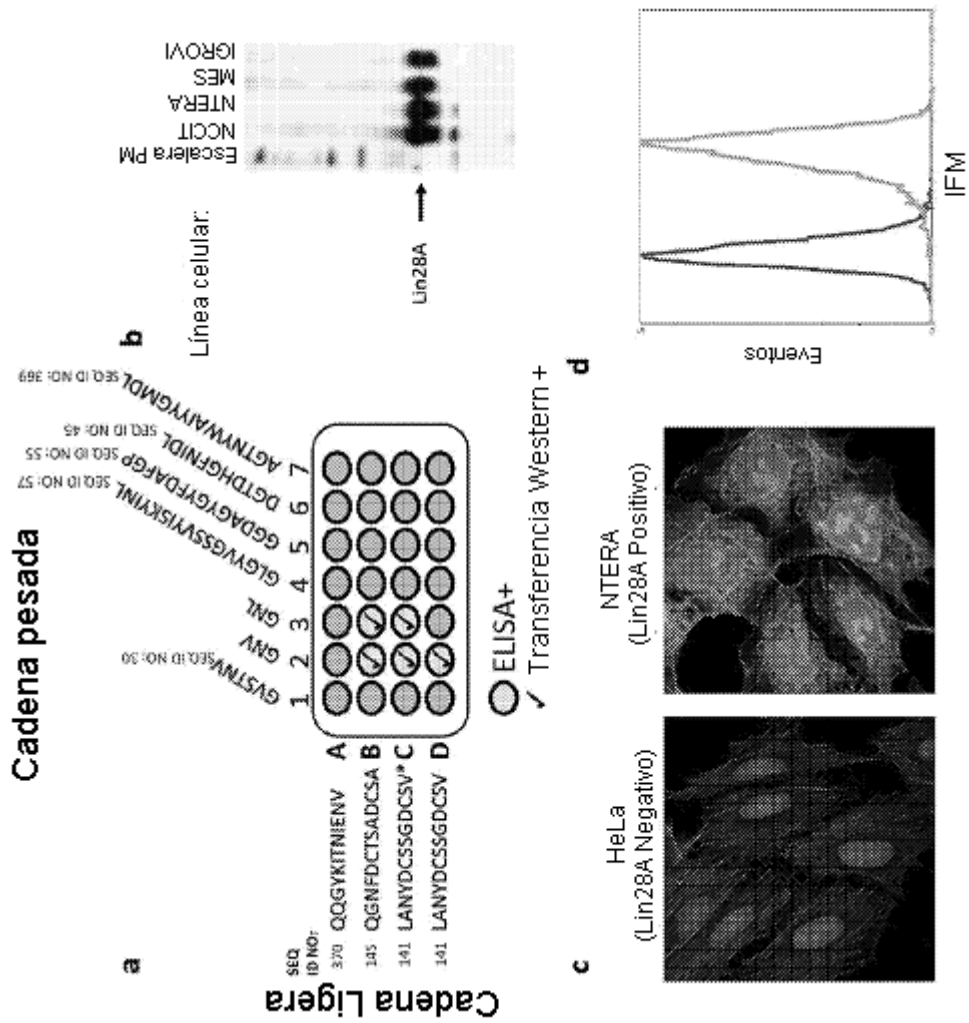 Cadena pesada
a
GVSTNV SEQ. ID NO: 30
GNV
GNL
GLGYVGSSVYISKYINL SEQ. ID NO: 57
GGDAGYGYFDAFGP SEQ. ID NO: 55
DGTDHGFNIDL SEQ. ID NO: 45
AGTNYWAIYYGMDL SEQ. ID NO: 369
1 2 3 4 5 6 7
Cadena Ligera
SEQ
ID NO:
370 QQGYKITNIENV A
145 QGNFDCTSADCSA B
141 LANYDCSSGDCSV* C
141 LANYDCSSGDCSV D
ELISA+
✓ Transferencia Western +
b
Línea celular:
Escalera PM
NCCIT
NTERA
MES
IGROVI
Lin28A
c
HeLa
(Lin28A Negativo)
NTERA
(Lin28A Positivo)
d
Eventos
IFM